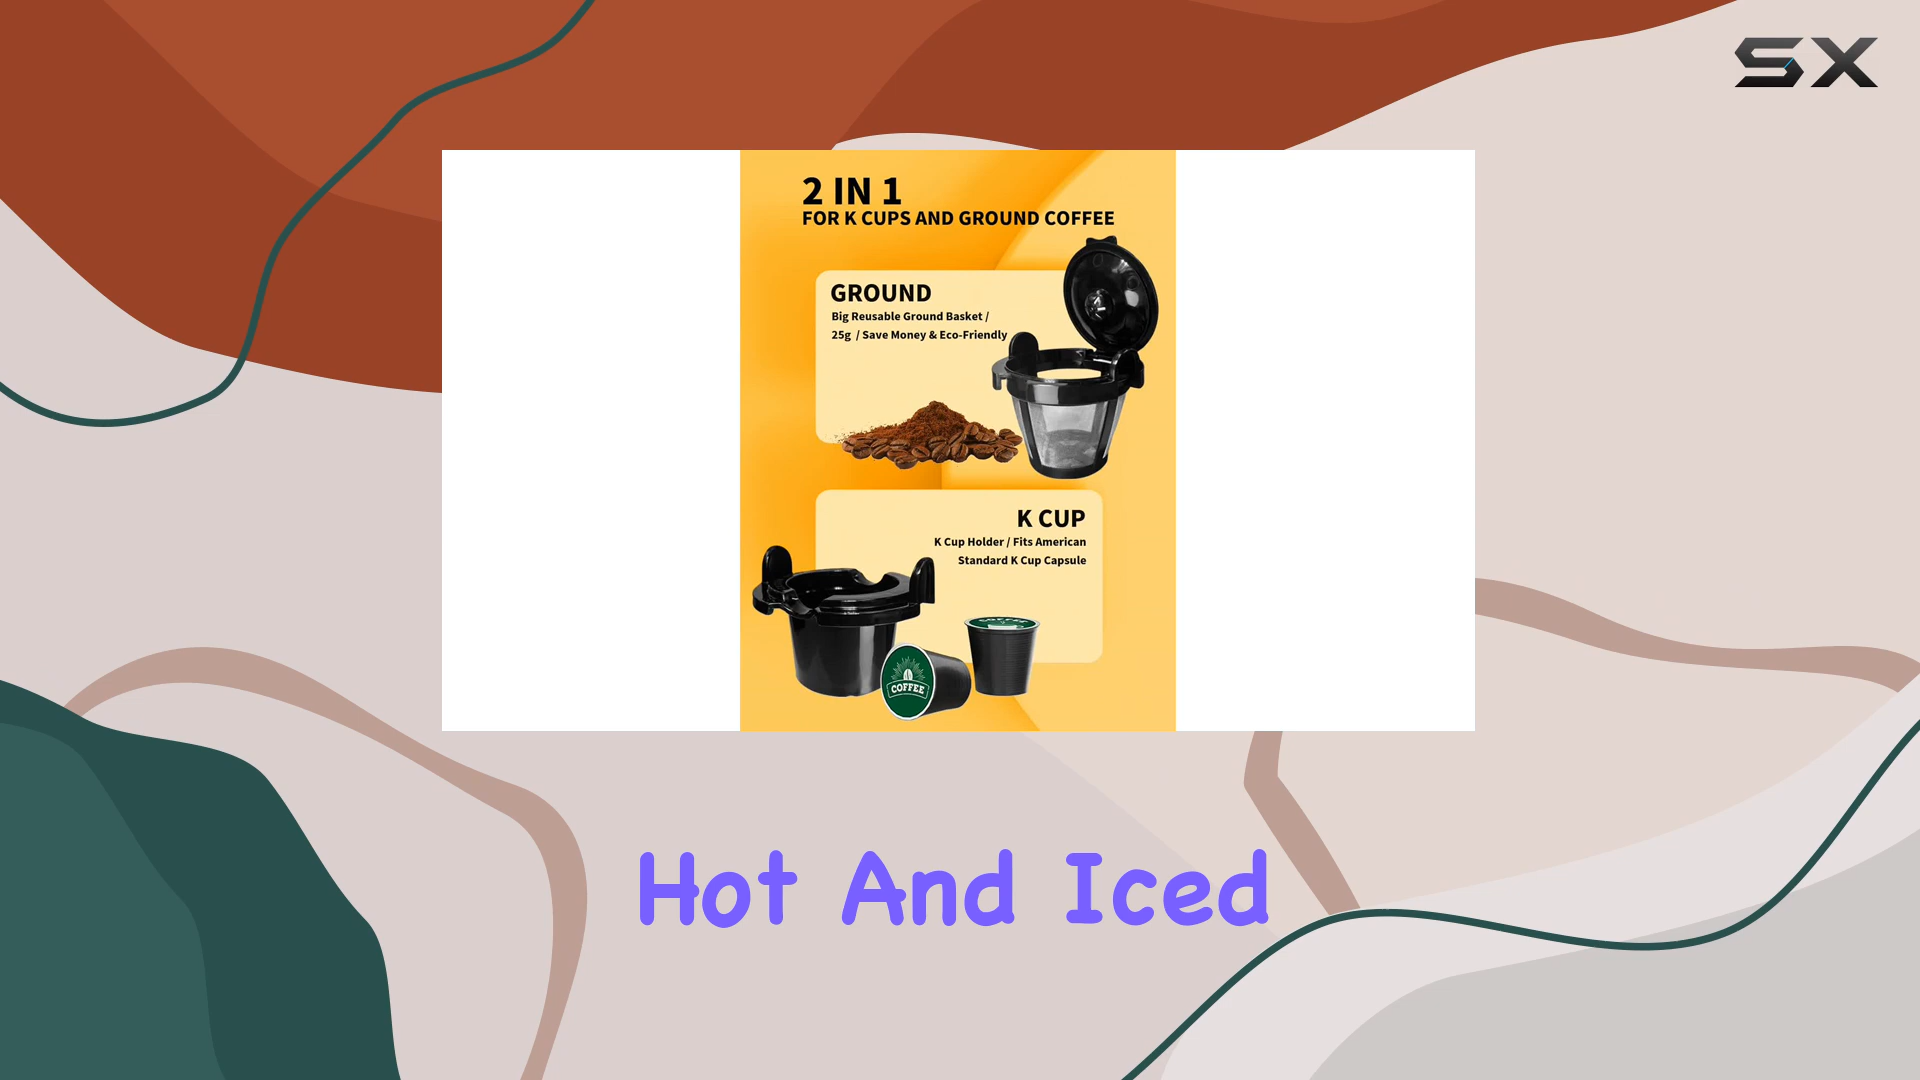 SX
2 IN 1
FOR K CUPS AND GROUND COFFEE
GROUND
Big Reusable Ground Basket /
25g / Save Money & Eco-Friendly
K CUP
K Cup Holder / Fits American
Standard K Cup Capsule
COFFEE
COFFEE
Hot And Iced